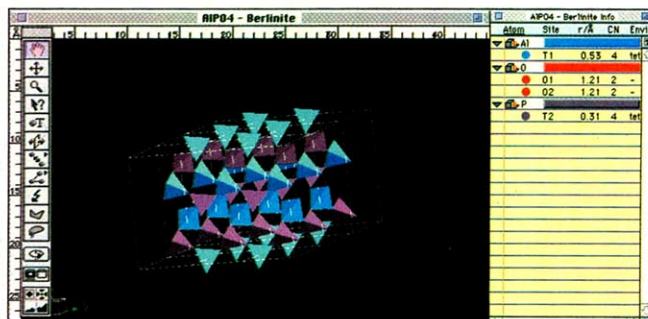 AlPO4 - Berlinite
AlPO4 - Berlinite Info
15 20 25 30 35 40
Atom Site r/Å CN Envi
Al
T1 0.53 4 tet
O
O1 1.21 2 -
O2 1.21 2 -
P
T2 0.31 4 tet
5
10
15
20
25